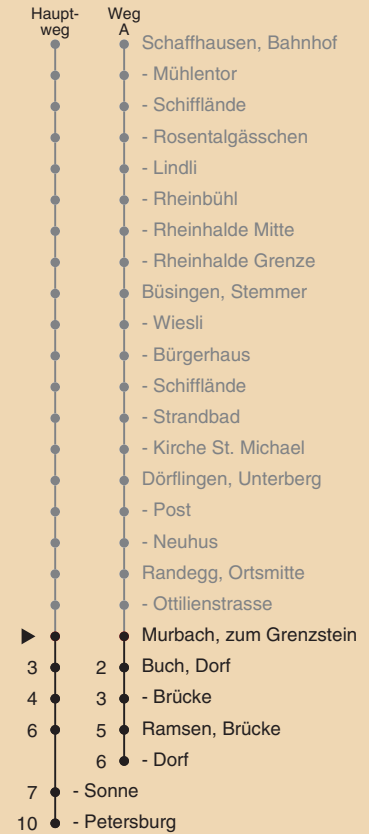 Haupt- Weg
weg A
Schaffhausen, Bahnhof
- Mühlentor
- Schifflände
- Rosentalgässchen
- Lindli
- Rheinbühl
- Rheinhalde Mitte
- Rheinhalde Grenze
Büsingen, Stemmer
- Wiesli
- Bürgerhaus
- Schifflände
- Strandbad
- Kirche St. Michael
Dörflingen, Unterberg
- Post
- Neuhus
Randegg, Ortsmitte
- Ottilienstrasse
Murbach, zum Grenzstein
3 2 Buch, Dorf
4 3 - Brücke
6 5 Ramsen, Brücke
6 - Dorf
7 - Sonne
10 - Petersburg